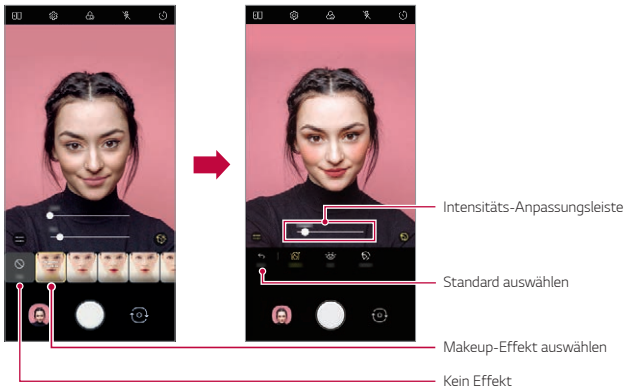 Intensitäts-Anpassungsleiste
Standard auswählen
Makeup-Effekt auswählen
Kein Effekt